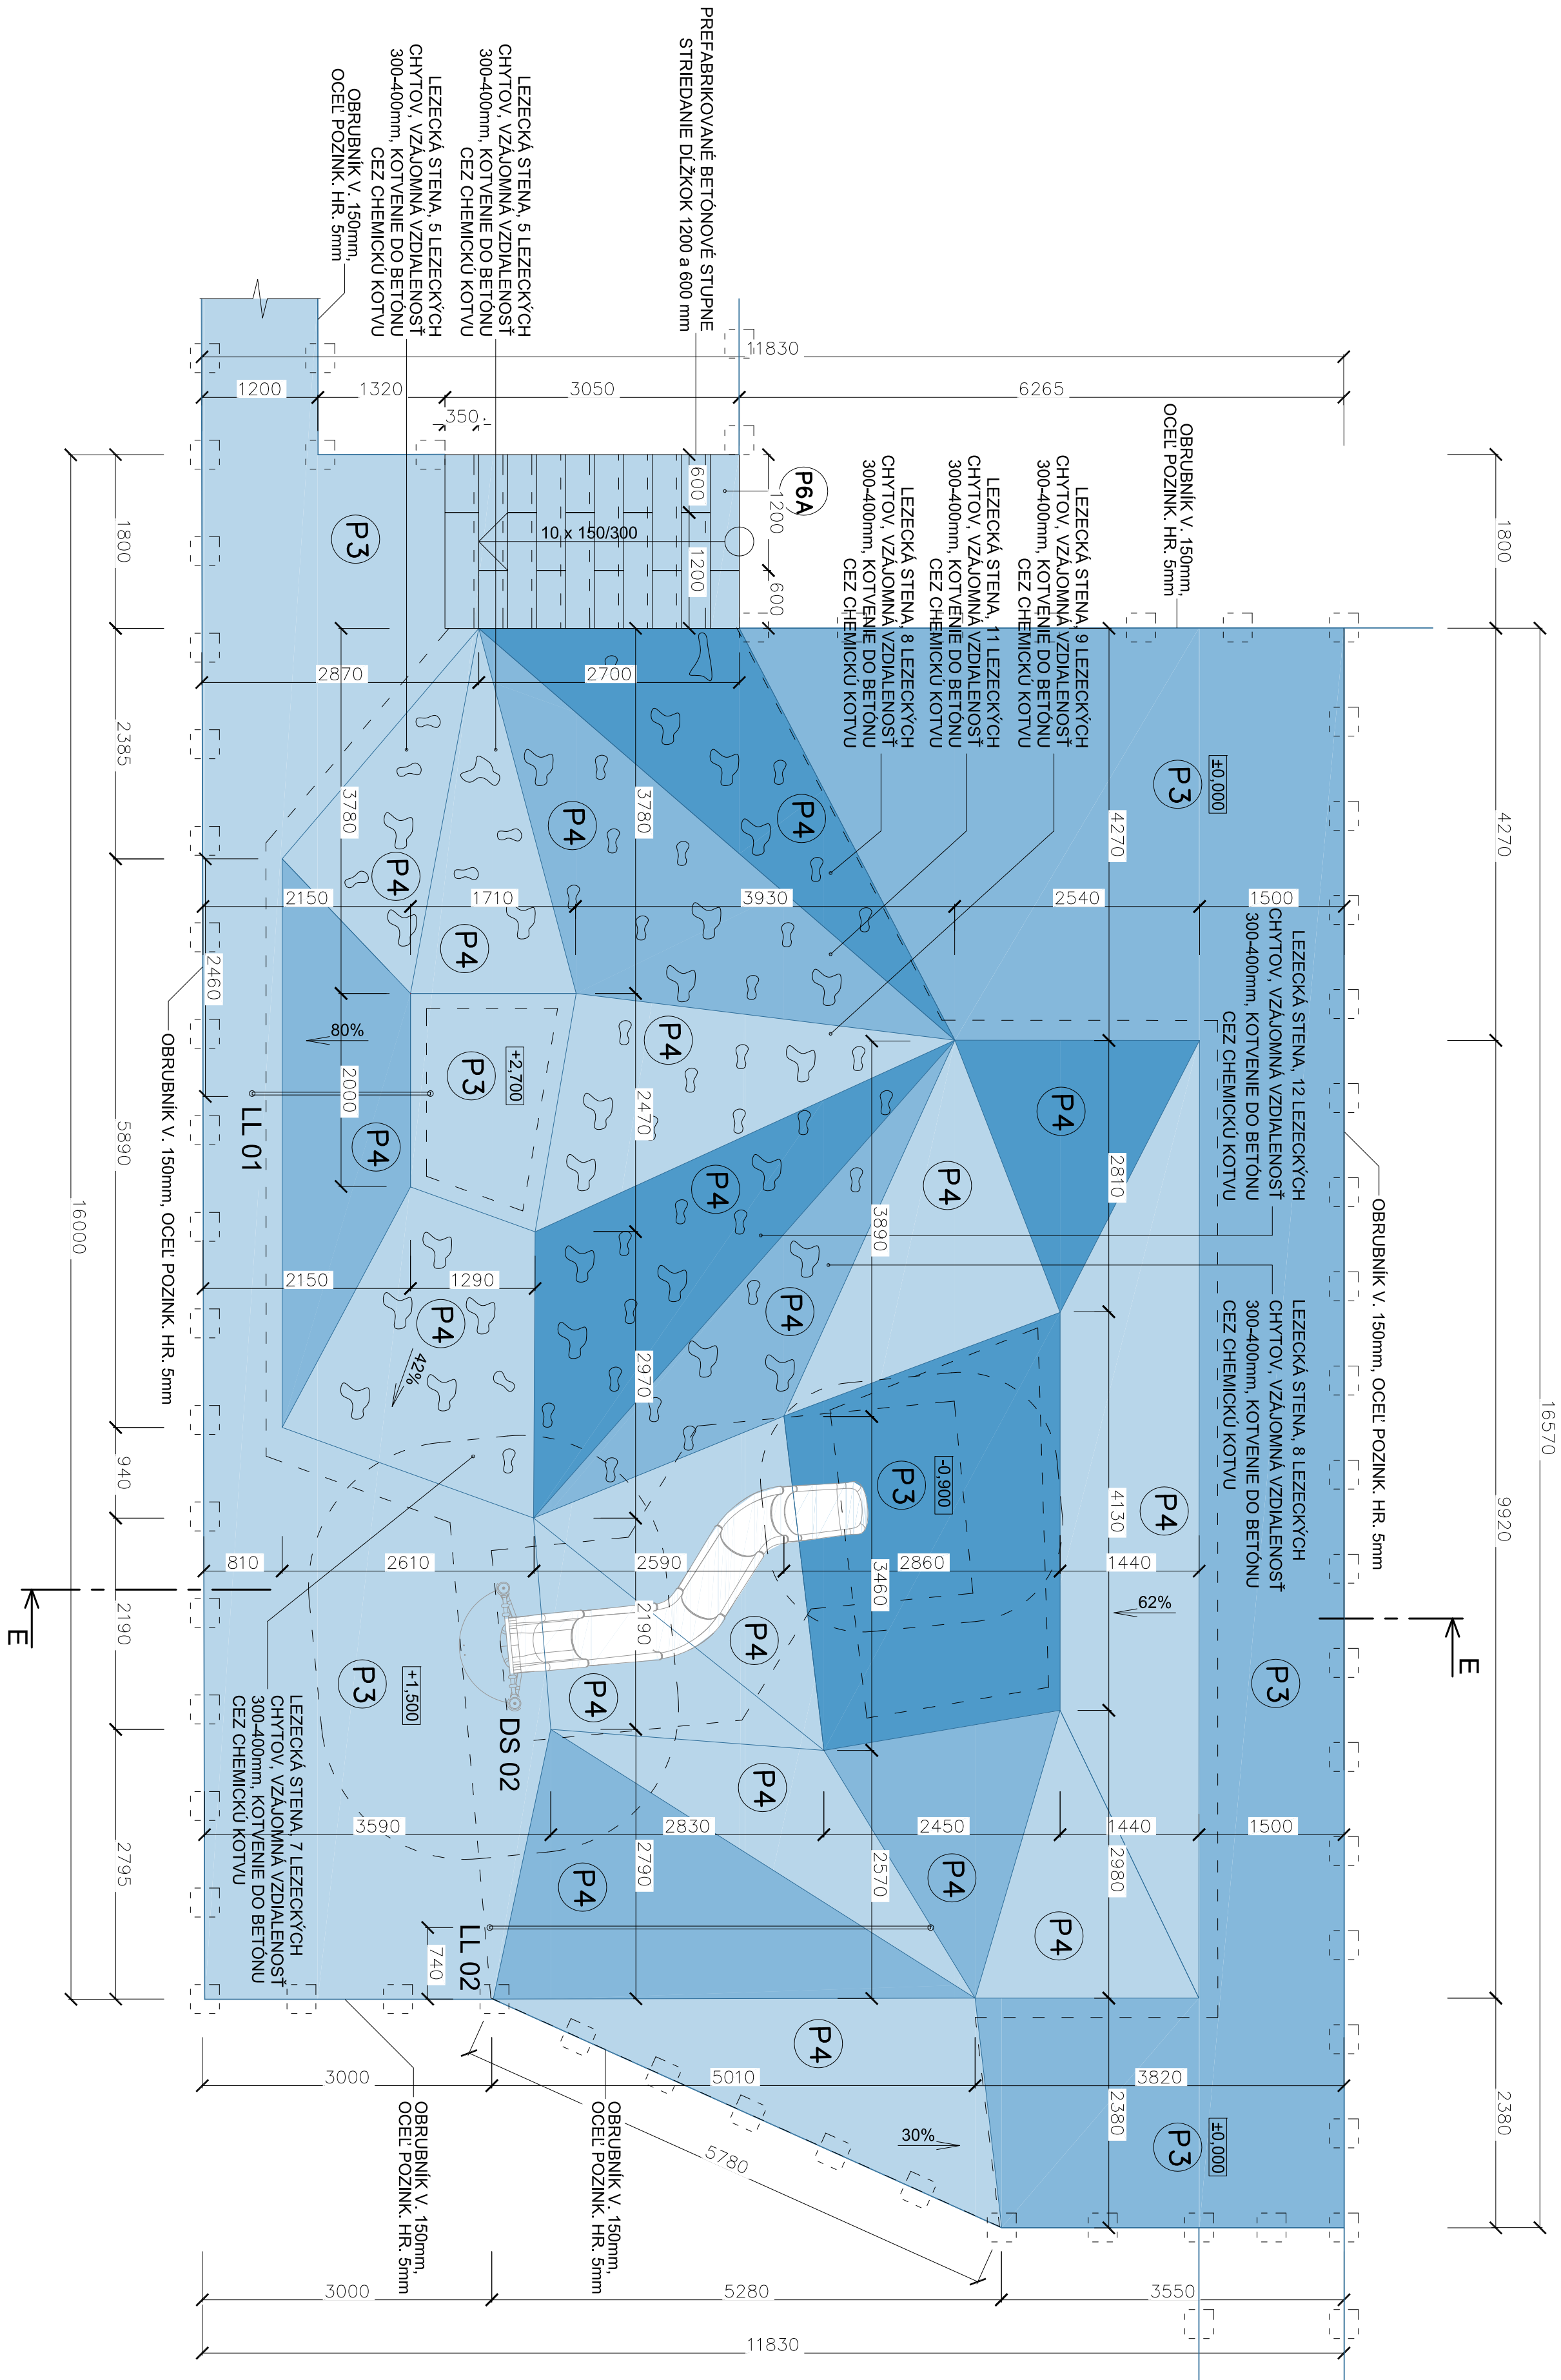 PREFABRIKOVANÉ BETÓNOVÉ STUPNE
STRIEDANIE DĹŽKOK 1200 a 600 mm
LEZECKÁ STENA, 5 LEZECKÝCH
CHYTOV, VZÁJOMNÁ VZDIALENOSŤ
300-400mm, KOTVENIE DO BETÓNU
CEZ CHEMICKÚ KOTVU
LEZECKÁ STENA, 5 LEZECKÝCH
CHYTOV, VZÁJOMNÁ VZDIALENOSŤ
300-400mm, KOTVENIE DO BETÓNU
CEZ CHEMICKÚ KOTVU
OBRUBNÍK V. 150mm,
OCEĽ POZINK. HR. 5mm
11830
1200
1320
3050
6265
350
OBRUBNÍK V. 150mm,
OCEĽ POZINK. HR. 5mm
LEZECKÁ STENA, 9 LEZECKÝCH
CHYTOV, VZÁJOMNÁ VZDIALENOSŤ
300-400mm, KOTVENIE DO BETÓNU
CEZ CHEMICKÚ KOTVU
LEZECKÁ STENA, 11 LEZECKÝCH
CHYTOV, VZÁJOMNÁ VZDIALENOSŤ
300-400mm, KOTVENIE DO BETÓNU
CEZ CHEMICKÚ KOTVU
LEZECKÁ STENA, 8 LEZECKÝCH
CHYTOV, VZÁJOMNÁ VZDIALENOSŤ
300-400mm, KOTVENIE DO BETÓNU
CEZ CHEMICKÚ KOTVU
P6A
1200
600
600
1200
10 x 150/300
P3
1800
1800
2870
2700
2385
3780
3780
4270
4270
±0,000
P3
P4
P4
P4
P4
2150
1710
3930
2540
1500
2460
LEZECKÁ STENA, 12 LEZECKÝCH
CHYTOV, VZÁJOMNÁ VZDIALENOSŤ
300-400mm, KOTVENIE DO BETÓNU
CEZ CHEMICKÚ KOTVU
80%
2000
+2,700
P3
P4
2470
P4
P4
P4
P4
LL 01
OBRUBNÍK V. 150mm, OCEĽ POZINK. HR. 5mm
OBRUBNÍK V. 150mm, OCEĽ POZINK. HR. 5mm
5890
16000
16570
9920
3890
2810
2150
1290
P4
42%
P4
2970
LEZECKÁ STENA, 8 LEZECKÝCH
CHYTOV, VZÁJOMNÁ VZDIALENOSŤ
300-400mm, KOTVENIE DO BETÓNU
CEZ CHEMICKÚ KOTVU
940
-0,900
P3
4130
P4
3460
810
2610
2590
2860
1440
62%
2190
2190
E
E
P4
P4
P3
+1,500
P3
DS 02
LEZECKÁ STENA, 7 LEZECKÝCH
CHYTOV, VZÁJOMNÁ VZDIALENOSŤ
300-400mm, KOTVENIE DO BETÓNU
CEZ CHEMICKÚ KOTVU
P4
3590
2830
2450
1440
1500
2795
2790
2570
2980
P4
P4
P4
LL 02
740
3000
5010
3820
P4
2380
2380
±0,000
P3
30%
5780
OBRUBNÍK V. 150mm,
OCEĽ POZINK. HR. 5mm
OBRUBNÍK V. 150mm,
OCEĽ POZINK. HR. 5mm
3000
5280
3550
11830